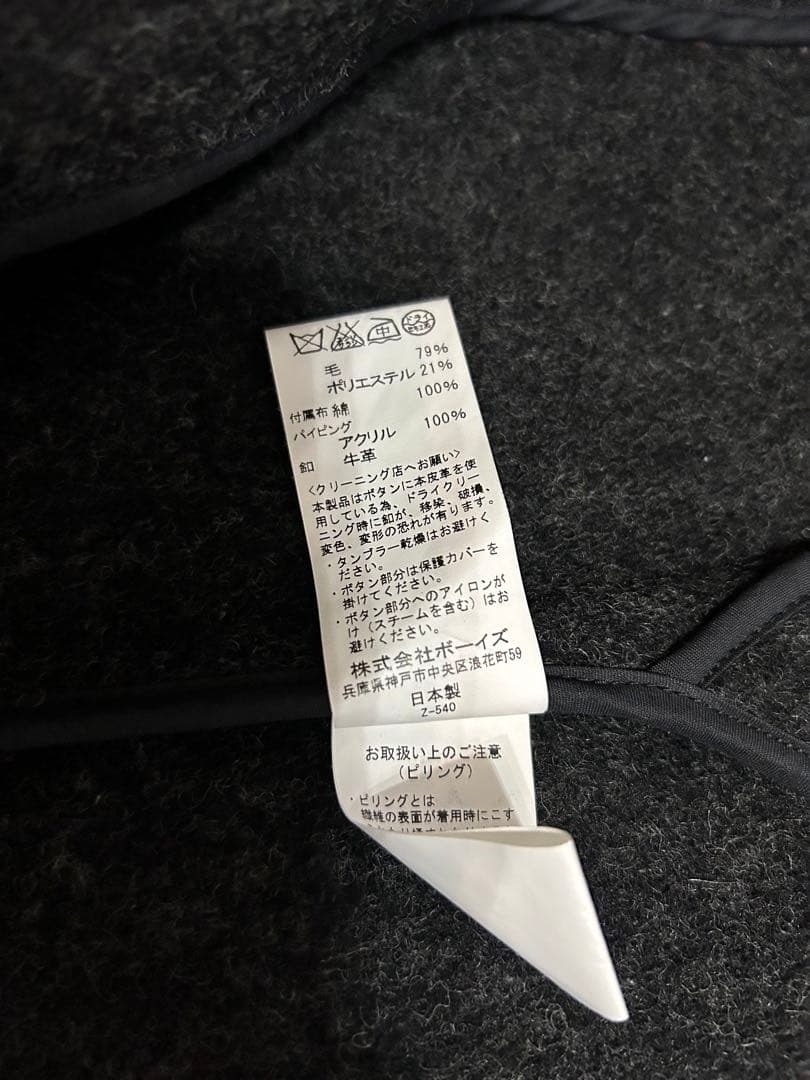 中 ドライ
毛 79%
ポリエステル 21%
100%
付属布 綿
パイピング 100%
アクリル
釦 牛革
〈クリーニング店へお願い〉
本製品はボタンに本皮革を使
用している為、ドライクリー
ニング時に釦が、移染、破損、
変色、変形の恐れが有ります。
・タンブラー乾燥はお避けく
ださい。
・ボタン部分は保護カバーを
掛けてください。
・ボタン部分へのアイロンが
け(スチームを含む)はお
避けください。
株式会社ボーイズ
兵庫県神戸市中央区浪花町59
日本製
Z-540
お取扱い上のご注意
(ピリング)
・ピリングとは
繊維の表面が着用時にこす